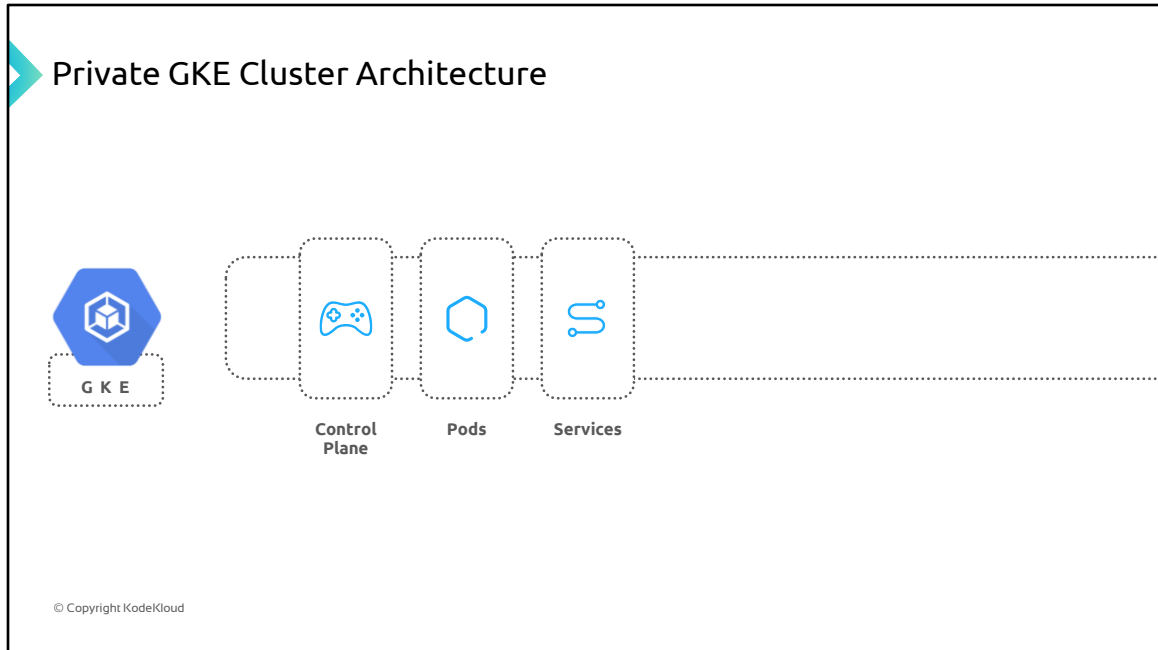 Private GKE Cluster Architecture
G K E
Control
Plane
Pods
Services
© Copyright KodeKloud